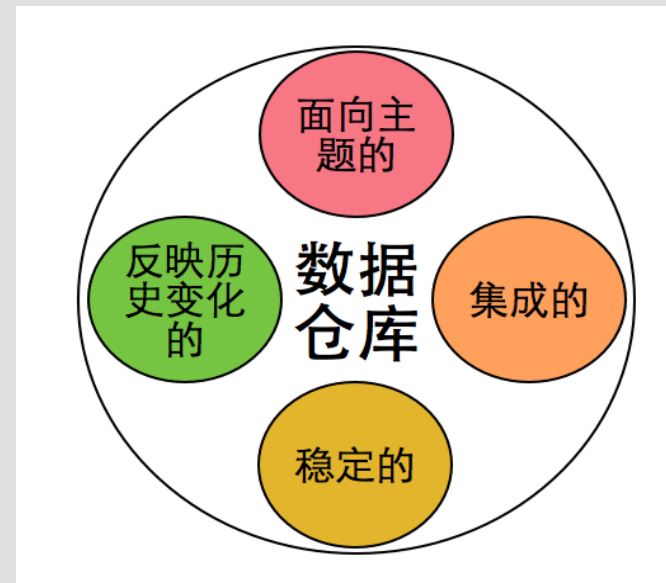 面向主
题的
反映历
史变化
的
数据
仓库
集成的
稳定的